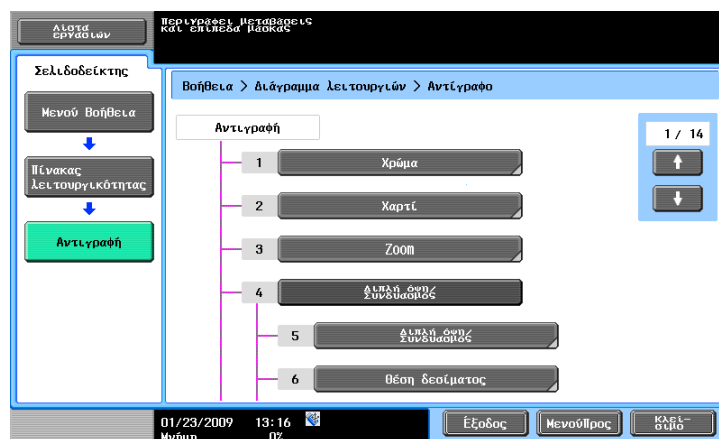 Λίστα
εργασιών
Περιγράφει μεταβάσεις
και επίπεδα μάσκας
Σελιδοδείκτης
Μενού Βοήθεια
Πίνακας
λειτουργικότητας
Αντιγραφή
Βοήθεια > Διάγραμμα λειτουργιών > Αντίγραφο
Αντιγραφή
1 / 14
1 Χρώμα
2 Χαρτί
3 Zoom
4 Διπλή όψη/
Συνδυασμός
5 Διπλή όψη/
Συνδυασμός
6 Θέση δεσίματος
01/23/2009 13:16
Μνήμη 0%
Έξοδος
ΜενούΠρος
Κλεί-
σιμο